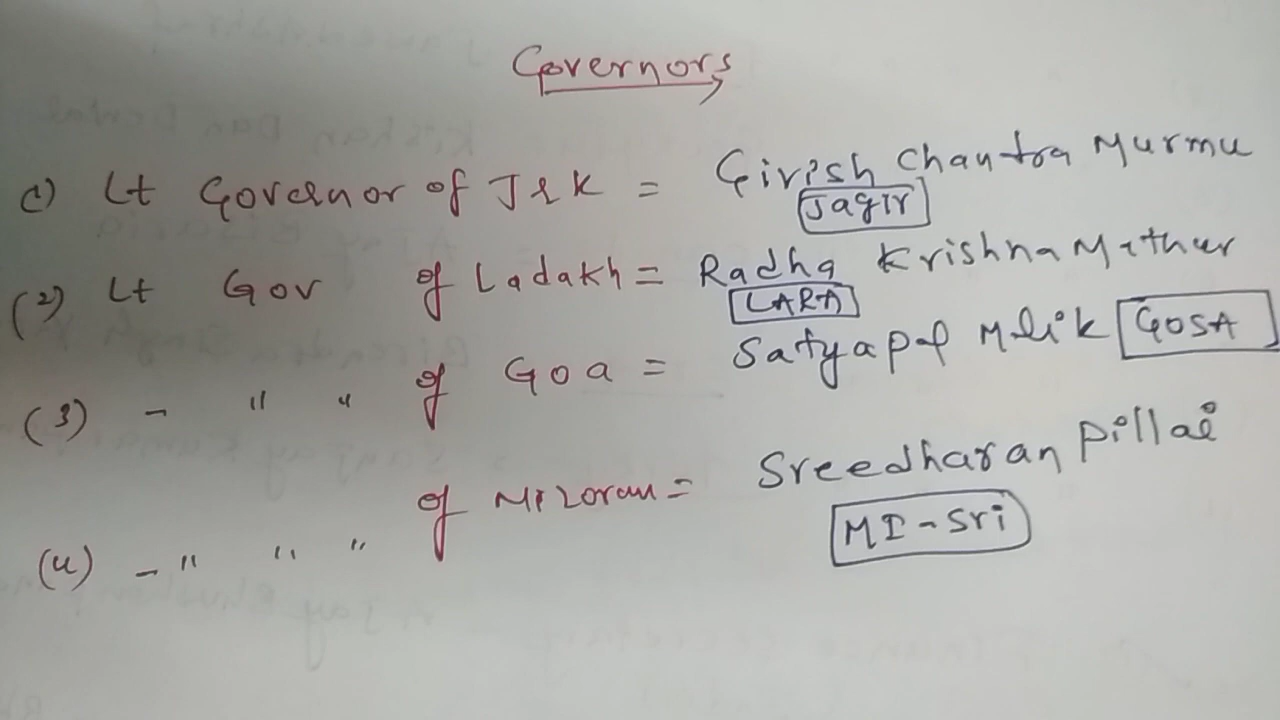 Governors
(1) Lt Governor of J&K = Girish Chandra Murmu
Jagir
(2) Lt Gov of Ladakh = Radha Krishna Mathur
LARA
(3) - " " of Goa = Satyapal Malik GOSA
(4) - " " " of Mizoram = Sreedharan Pillai
MI-Sri